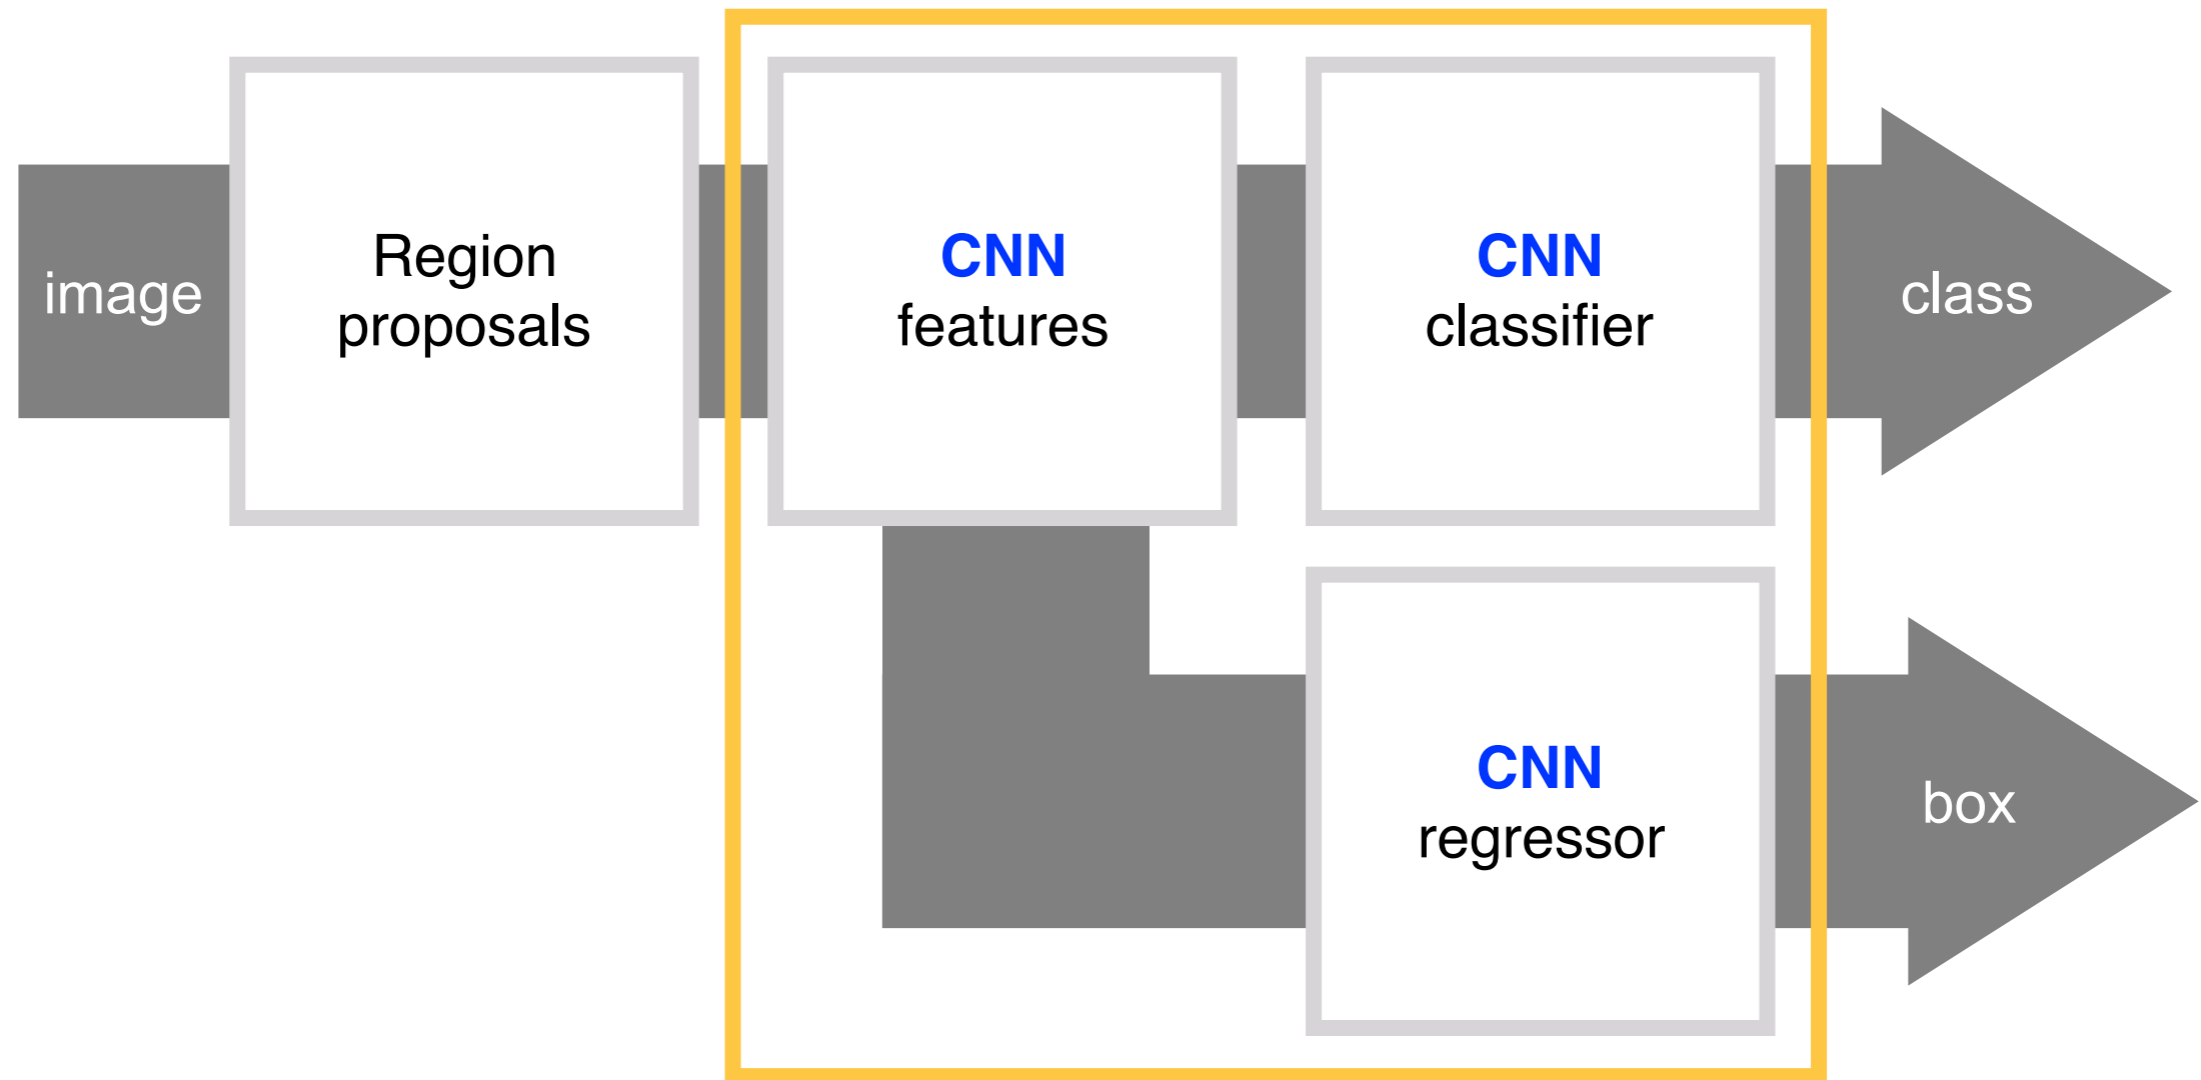 image
Region
proposals
CNN
features
CNN
classifier
class
CNN
regressor
box